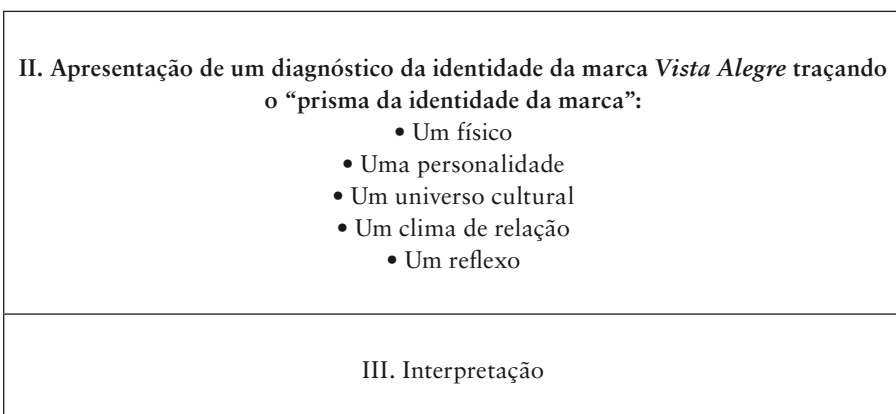 II. Apresentação de um diagnóstico da identidade da marca Vista Alegre traçando
o “prisma da identidade da marca”:
• Um físico
• Uma personalidade
• Um universo cultural
• Um clima de relação
• Um reflexo
III. Interpretação